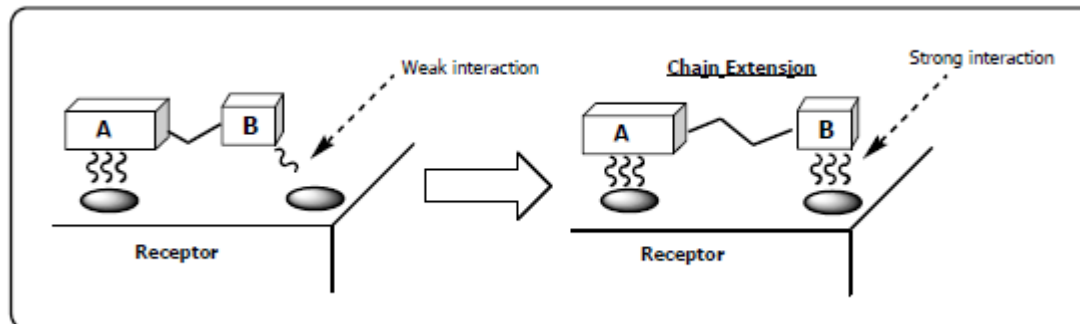 Weak interaction
A
B
Receptor
Chain Extension
Strong interaction
A
B
Receptor